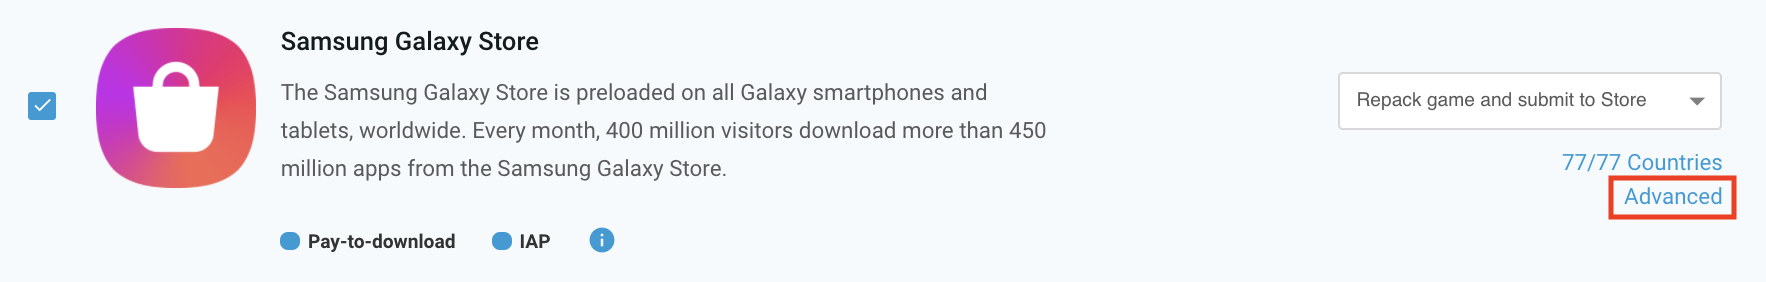 Samsung Galaxy Store
The Samsung Galaxy Store is preloaded on all Galaxy smartphones and
tablets, worldwide. Every month, 400 million visitors download more than 450
million apps from the Samsung Galaxy Store.
Pay-to-download IAP i
Repack game and submit to Store
77/77 Countries
Advanced